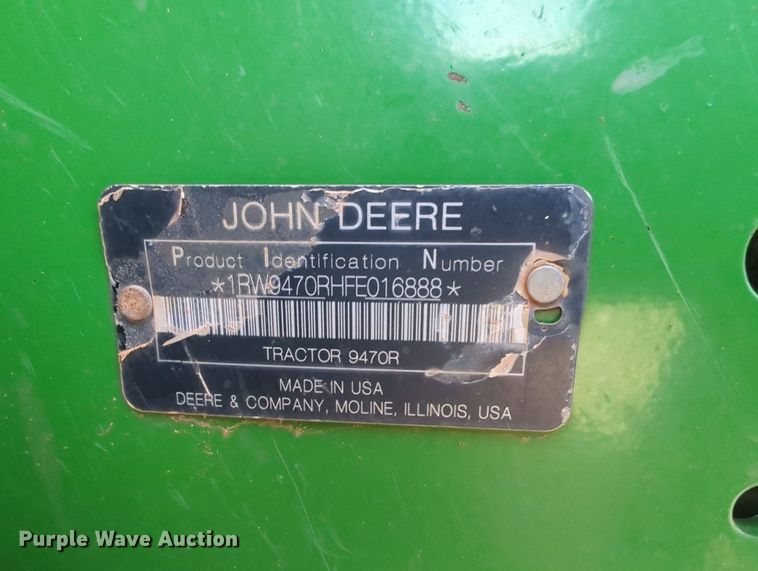 JOHN DEERE
Product Identification Number
*1RW9470RHFE016888*
TRACTOR 9470R
MADE IN USA
DEERE & COMPANY, MOLINE, ILLINOIS, USA
Purple Wave Auction